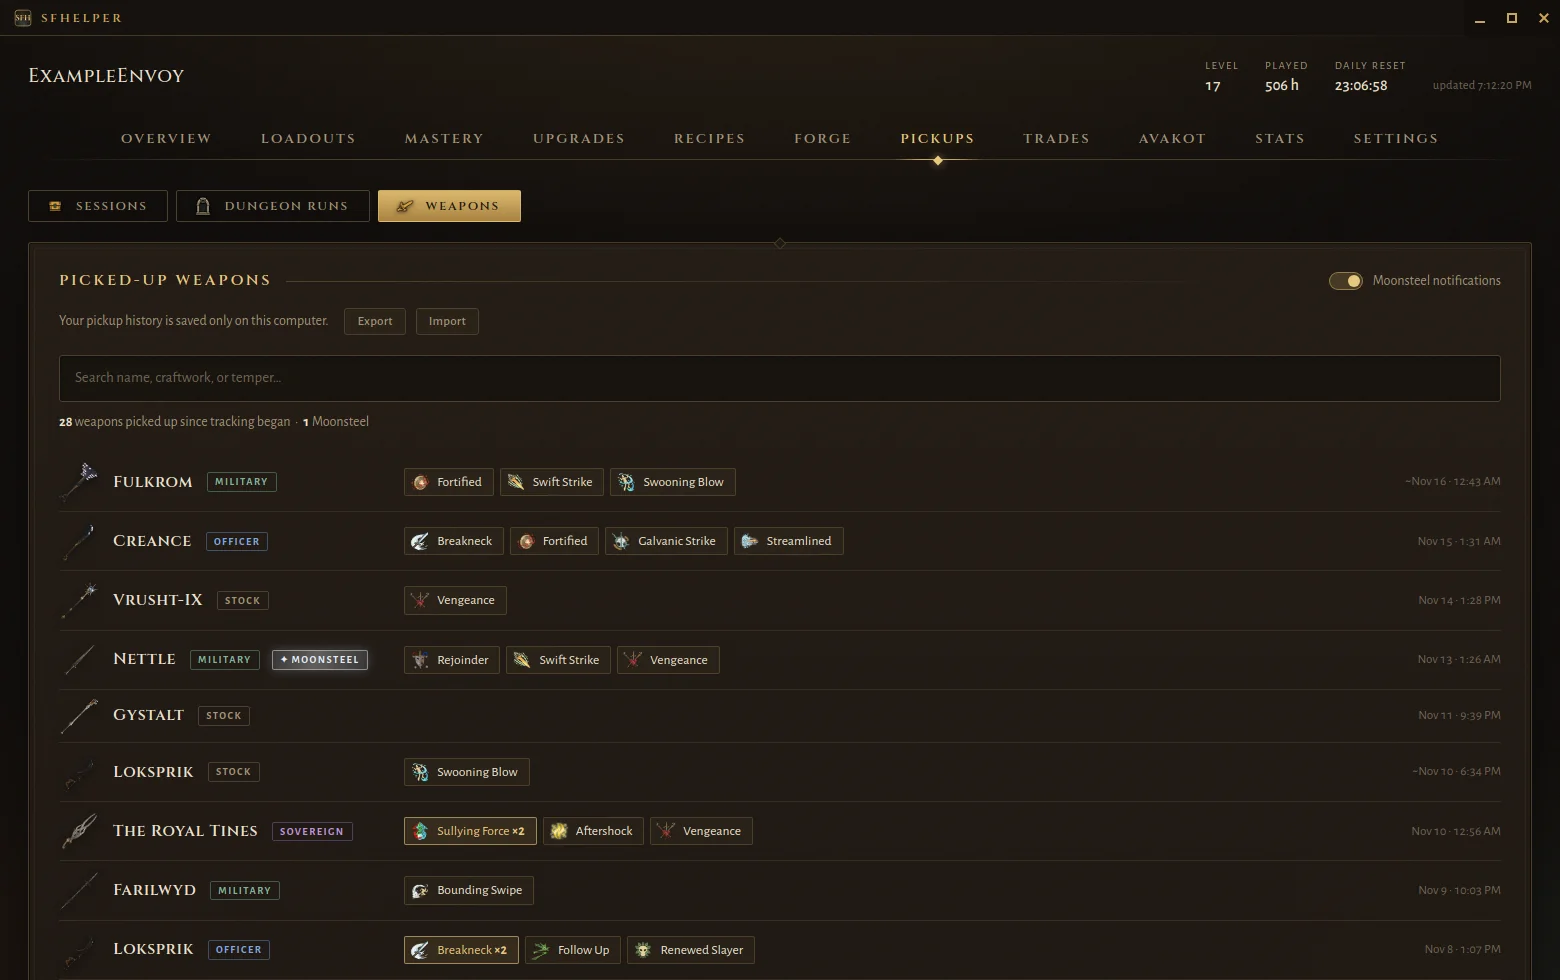 SFH SFHELPER
ExampleEnvoy
LEVEL PLAYED DAILY RESET
17 506 h 23:06:58 updated 7:12:20 PM
OVERVIEW LOADOUTS MASTERY UPGRADES RECIPES FORGE PICKUPS TRADES AVAKOT STATS SETTINGS
SESSIONS DUNGEON RUNS WEAPONS
PICKED-UP WEAPONS Moonsteel notifications
Your pickup history is saved only on this computer. Export Import
Search name, craftwork, or temper...
28 weapons picked up since tracking began · 1 Moonsteel
Fulkrom MILITARY Fortified Swift Strike Swooning Blow ~Nov 16 · 12:43 AM
Creance OFFICER Breakneck Fortified Galvanic Strike Streamlined Nov 15 · 1:31 AM
Vrusht-IX STOCK Vengeance Nov 14 · 1:28 PM
Nettle MILITARY ✦ MOONSTEEL Rejoinder Swift Strike Vengeance Nov 13 · 1:26 AM
Gystalt STOCK Nov 11 · 9:39 PM
Loksprik STOCK Swooning Blow ~Nov 10 · 6:34 PM
The Royal Tines SOVEREIGN Sullying Force ×2 Aftershock Vengeance Nov 10 · 12:56 AM
Farilwyd MILITARY Bounding Swipe Nov 9 · 10:03 PM
Loksprik OFFICER Breakneck ×2 Follow Up Renewed Slayer Nov 8 · 1:07 PM